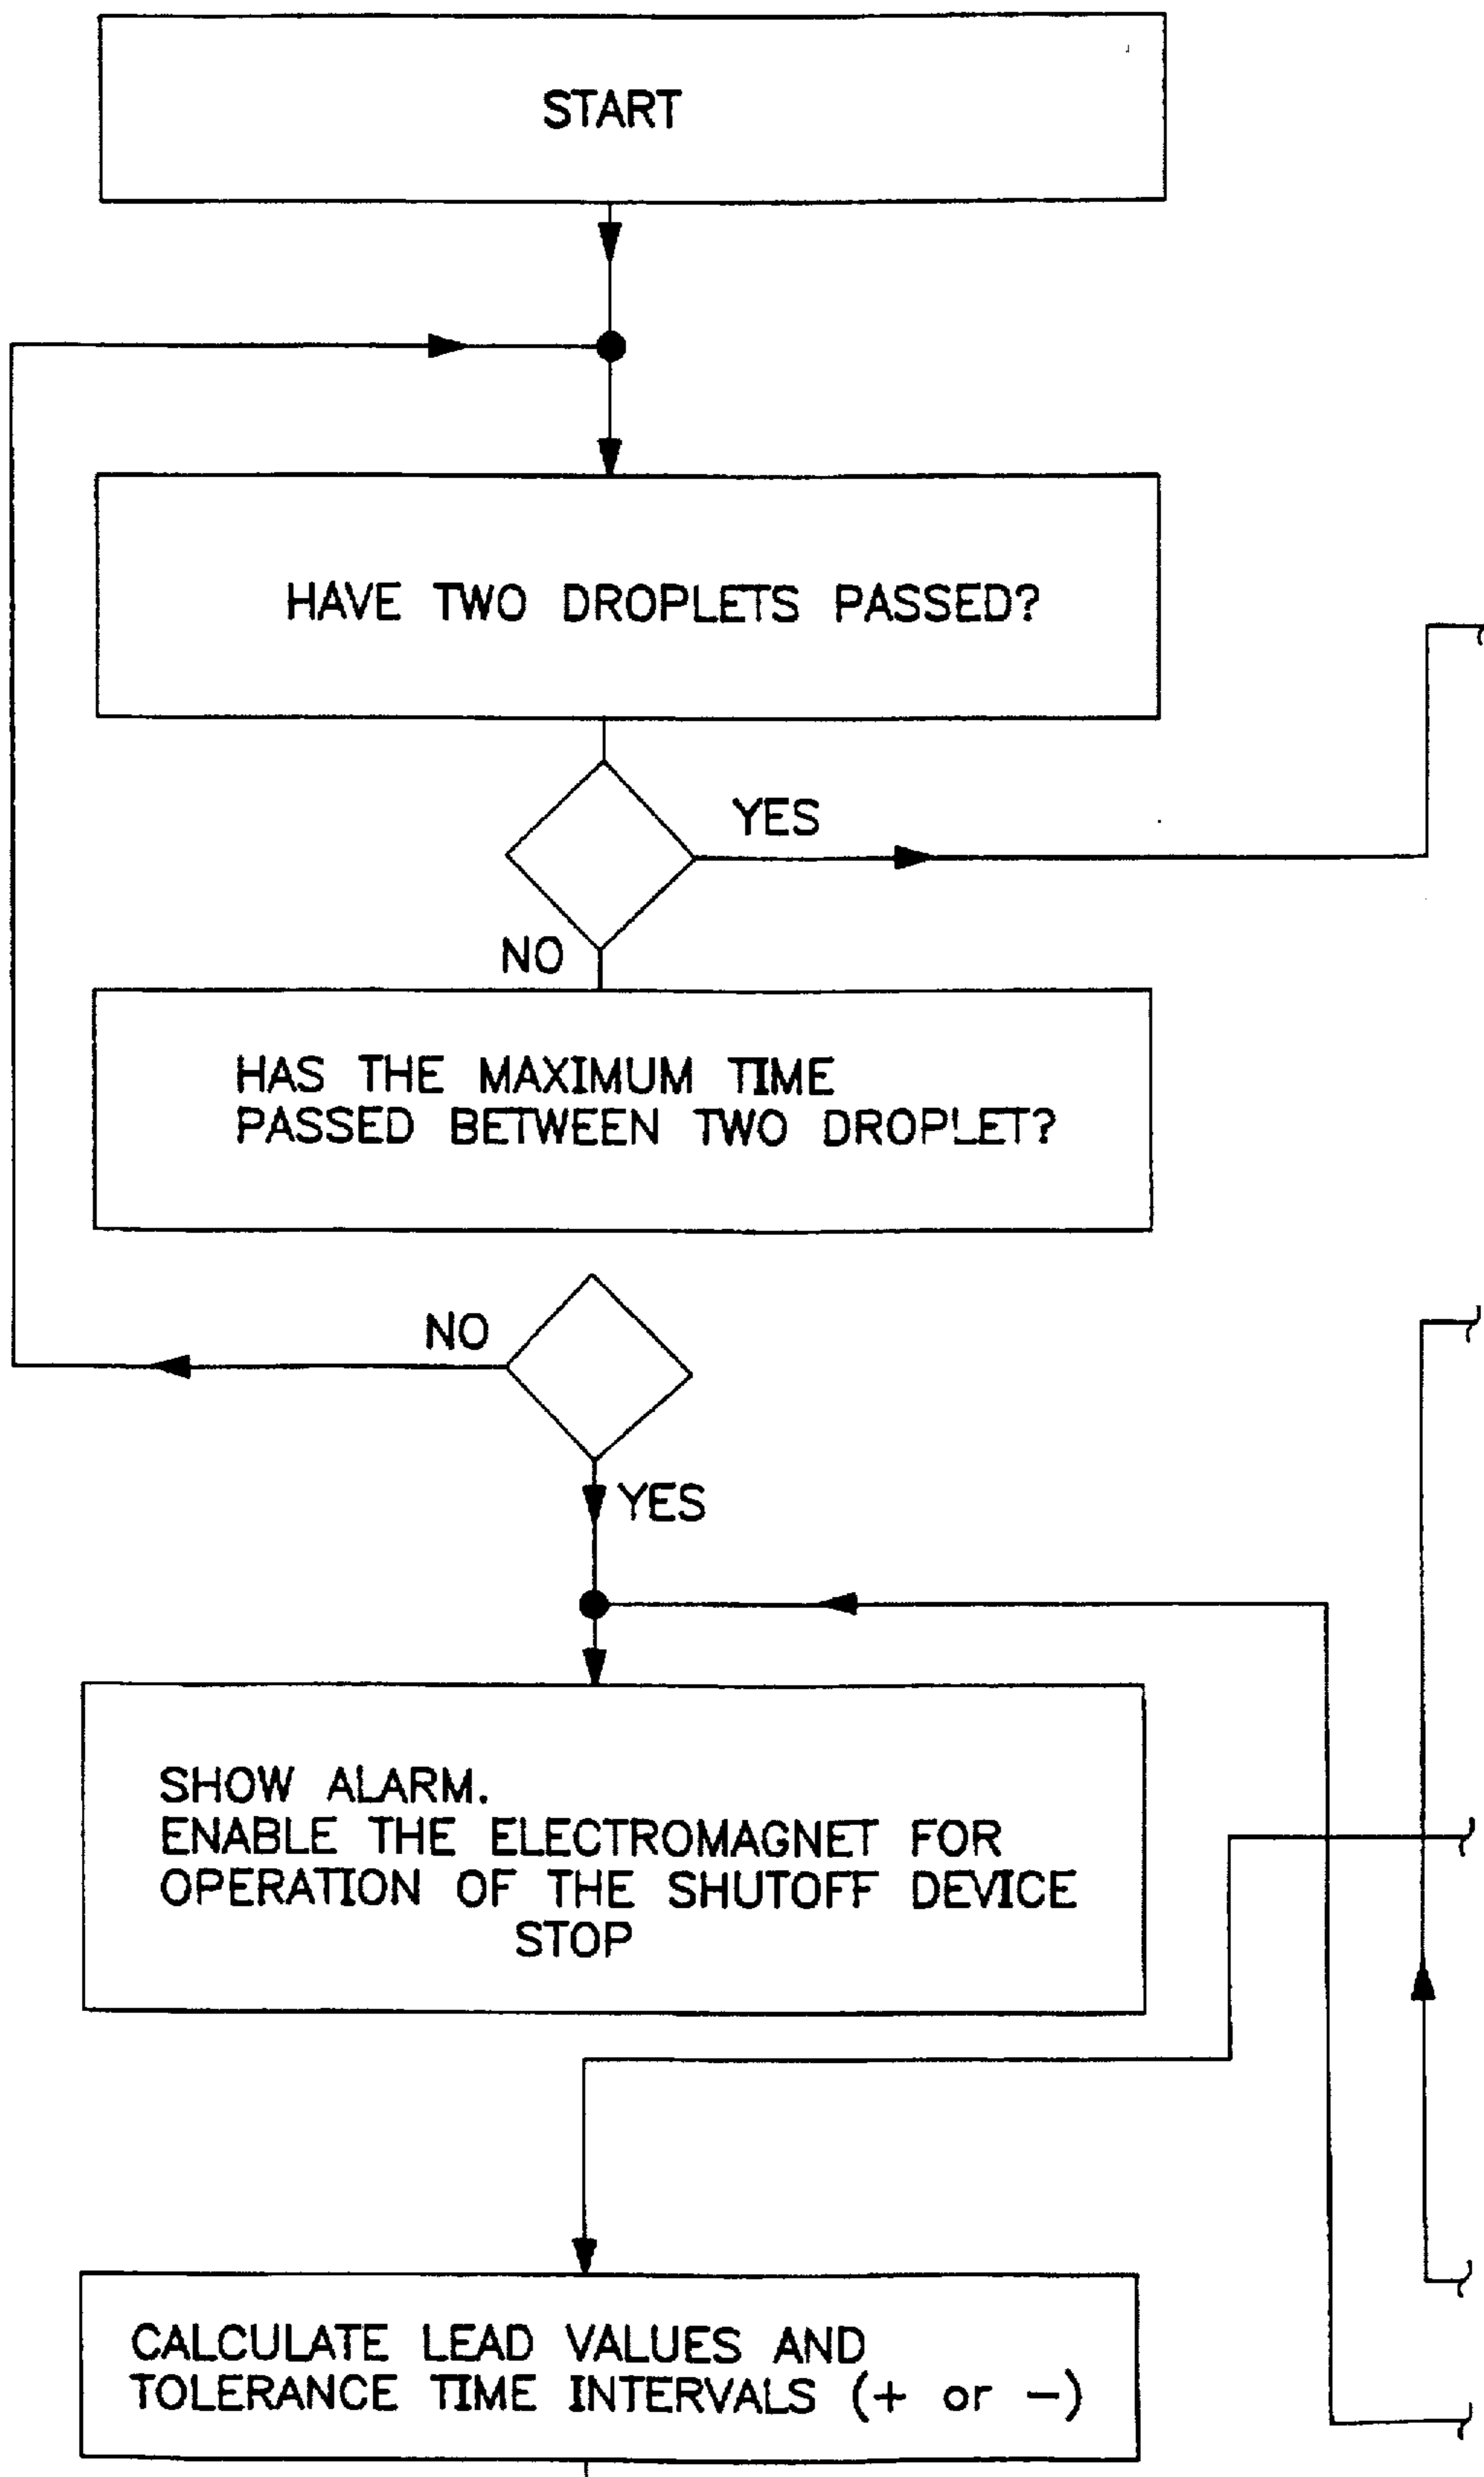 START
HAVE TWO DROPLETS PASSED?
YES
NO
HAS THE MAXIMUM TIME
PASSED BETWEEN TWO DROPLET?
NO
YES
SHOW ALARM.
ENABLE THE ELECTROMAGNET FOR
OPERATION OF THE SHUTOFF DEVICE
STOP
CALCULATE LEAD VALUES AND
TOLERANCE TIME INTERVALS (+ or −)